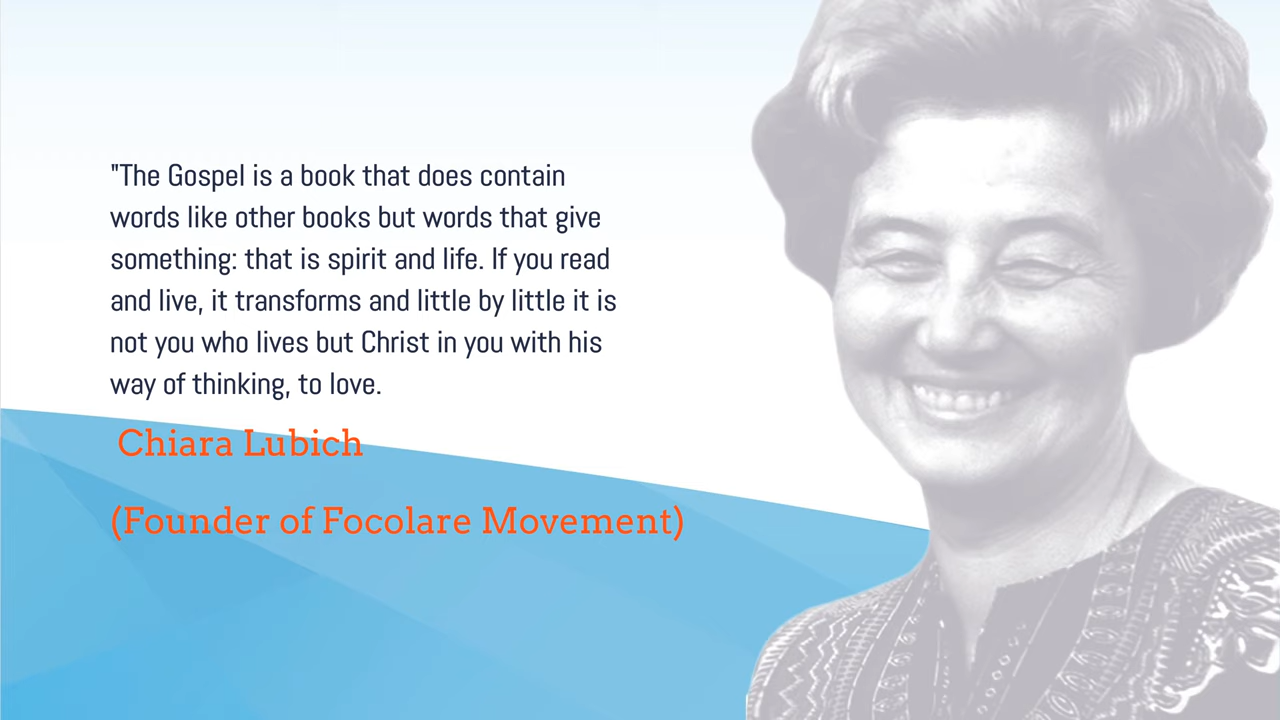 "The Gospel is a book that does contain
words like other books but words that give
something: that is spirit and life. If you read
and live, it transforms and little by little it is
not you who lives but Christ in you with his
way of thinking, to love.
Chiara Lubich
(Founder of Focolare Movement)